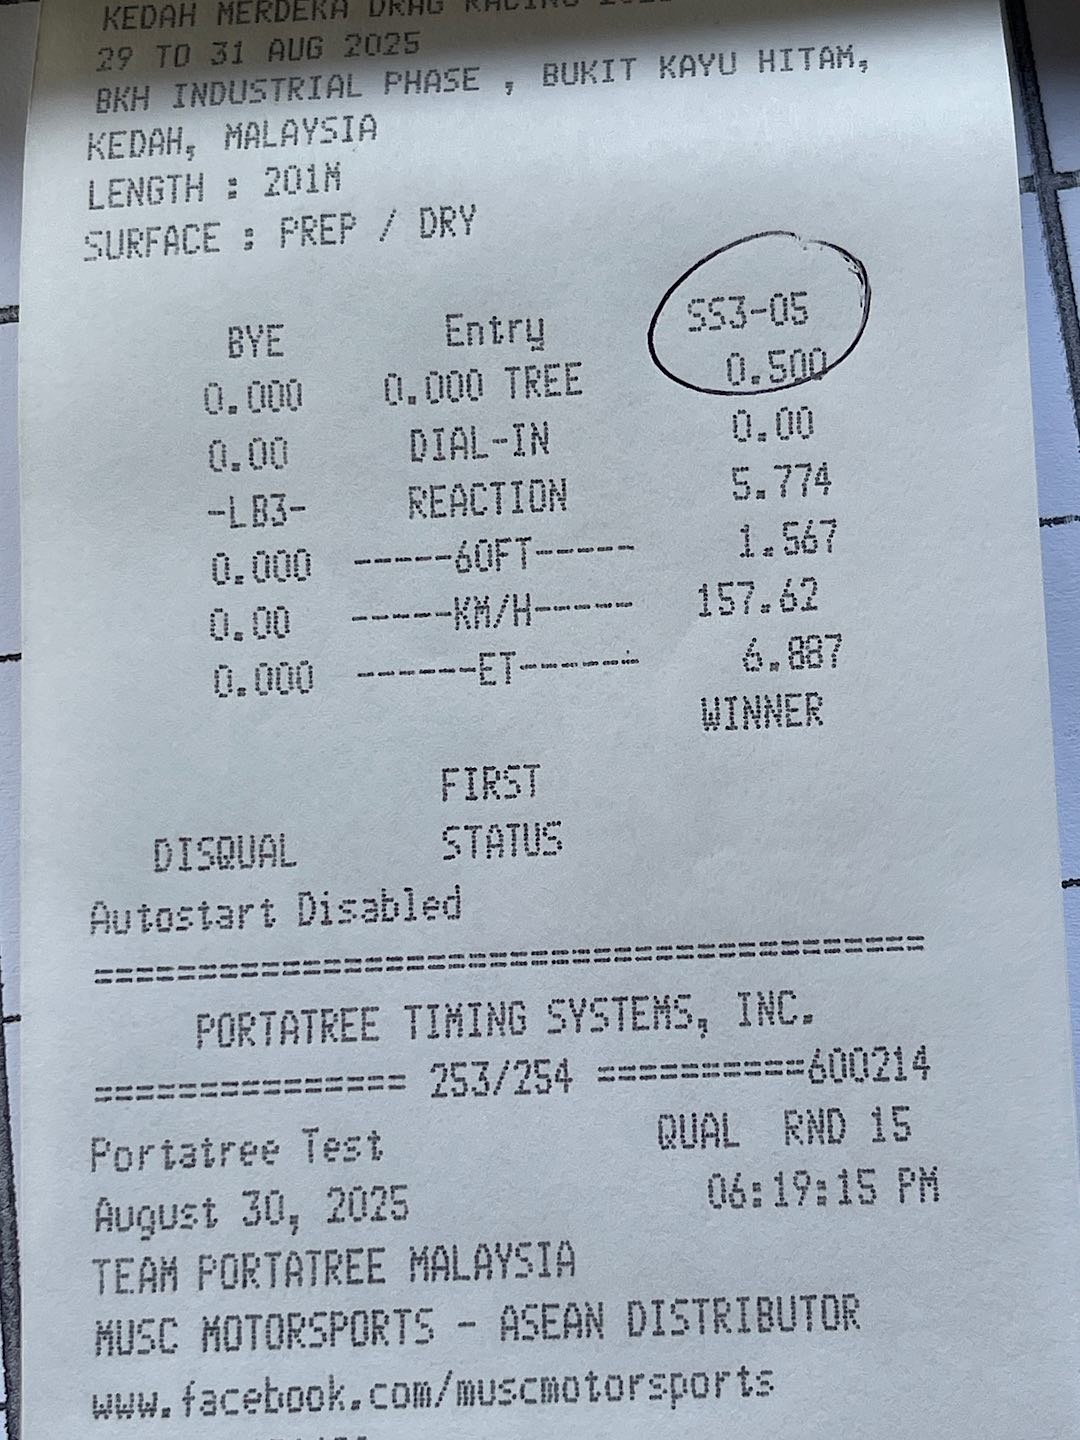 KEDAH MERDEKA DRAG RACING
29 TO 31 AUG 2025
BKH INDUSTRIAL PHASE , BUKIT KAYU HITAM,
KEDAH, MALAYSIA
LENGTH : 201M
SURFACE : PREP / DRY
BYE Entry SS3-05
0.000 0.000 TREE 0.500
0.00 DIAL-IN 0.00
-LB3- REACTION 5.774
0.000 -----60FT----- 1.567
0.00 -----KM/H----- 157.62
0.000 ------ET------ 6.887
WINNER
FIRST
DISQUAL STATUS
Autostart Disabled
========================================
PORTATREE TIMING SYSTEMS, INC.
=============== 253/254 ==========600214
Portatree Test QUAL RND 15
August 30, 2025 06:19:15 PM
TEAM PORTATREE MALAYSIA
MUSC MOTORSPORTS - ASEAN DISTRIBUTOR
www.facebook.com/muscmotorsports